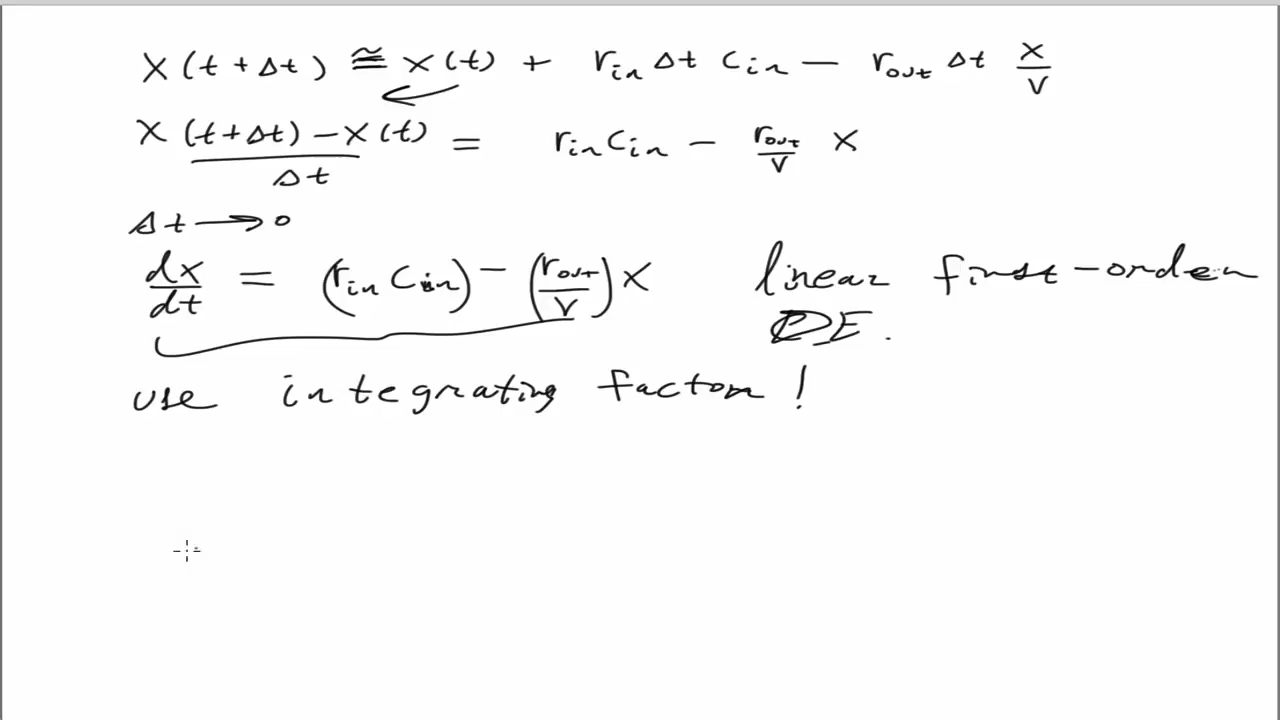 x(t+Δt) ≅ x(t) + r_in Δt c_in − r_out Δt x/V
x(t+Δt) − x(t) / Δt = r_in c_in − r_out/V x
Δt → 0
dx/dt = (r_in c_in) − (r_out/V) x linear first-order
DE.
use integrating factor!